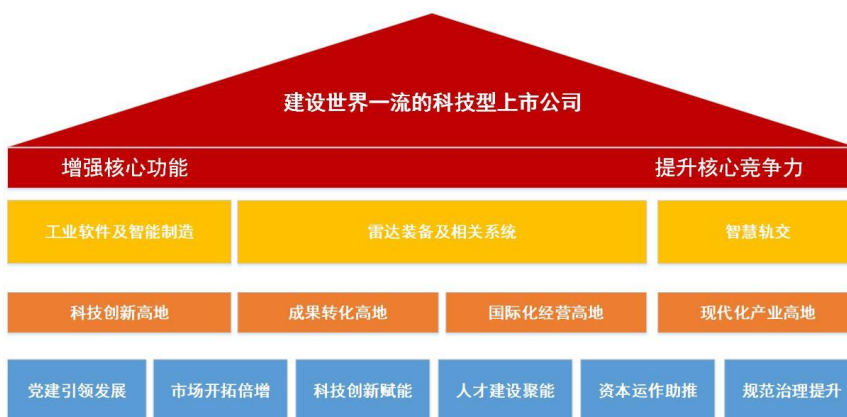 建设世界一流的科技型上市公司
增强核心功能 提升核心竞争力
工业软件及智能制造 雷达装备及相关系统 智慧轨交
科技创新高地 成果转化高地 国际化经营高地 现代化产业高地
党建引领发展 市场开拓倍增 科技创新赋能 人才建设聚能 资本运作助推 规范治理提升